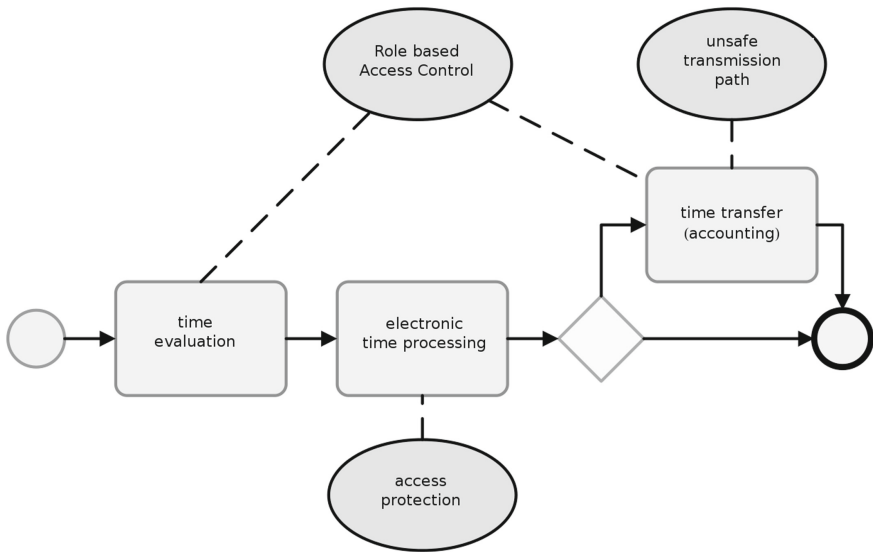 Role based
Access Control
unsafe
transmission
path
time transfer
(accounting)
time
evaluation
electronic
time processing
access
protection